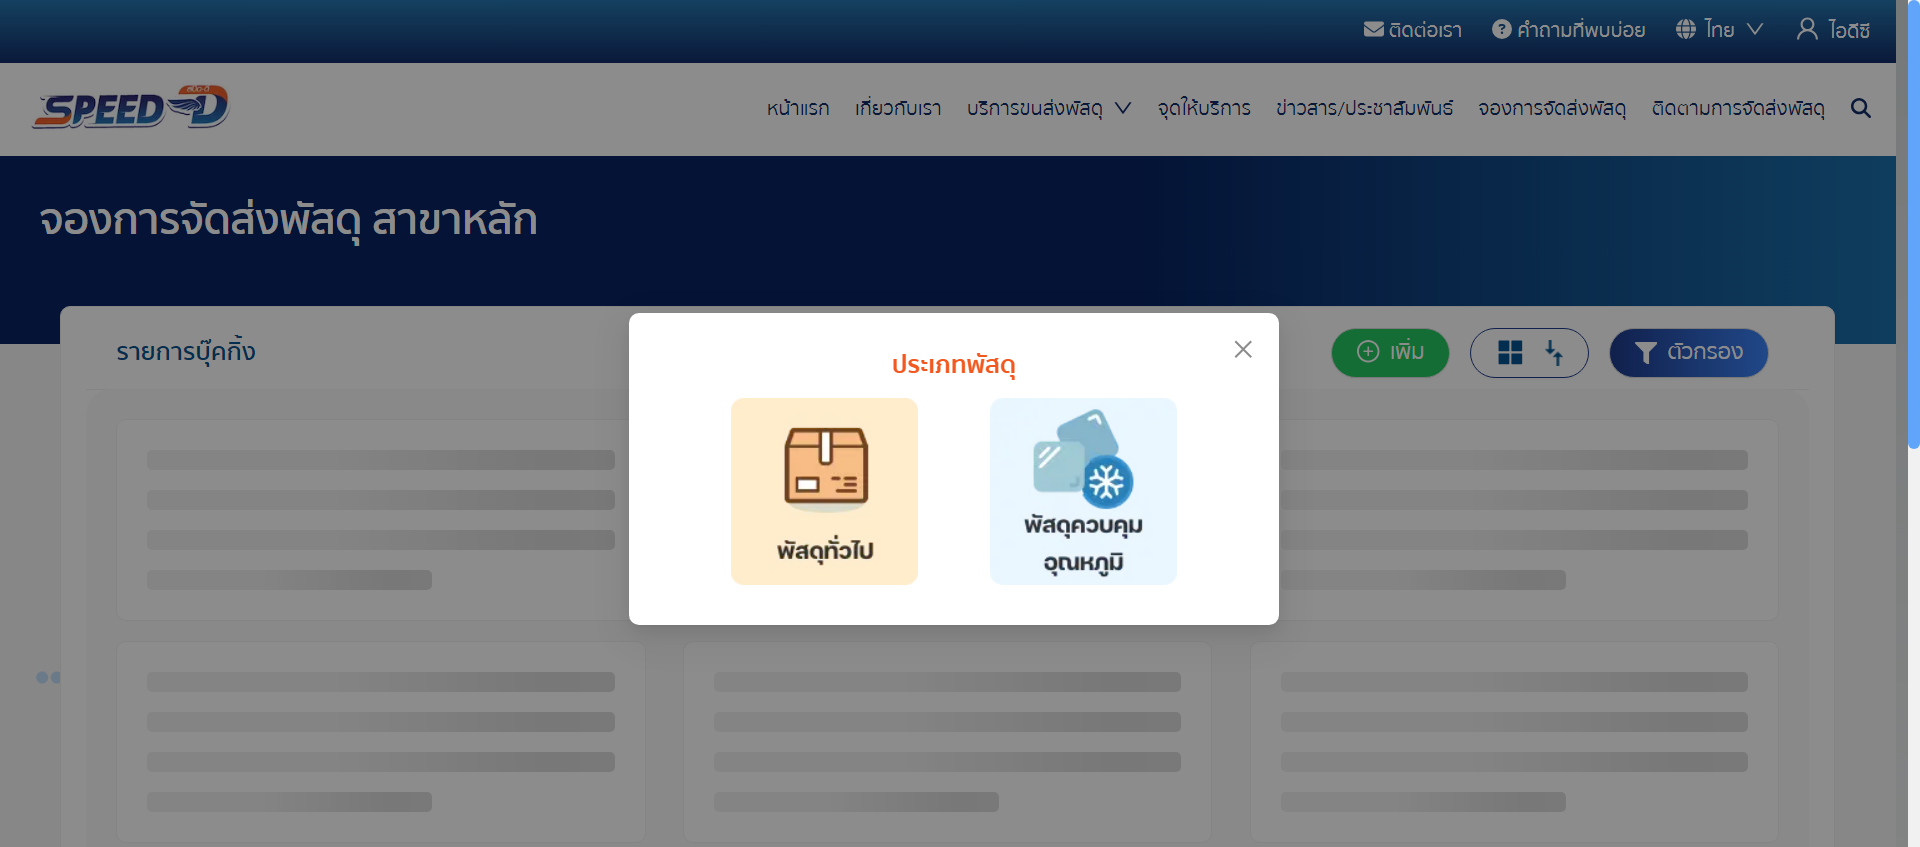 ติดต่อเรา
คำถามที่พบบ่อย
ไทย
ไอดีซี
สปีด-ดี
SPEED-D
หน้าแรก
เกี่ยวกับเรา
บริการขนส่งพัสดุ
จุดให้บริการ
ข่าวสาร/ประชาสัมพันธ์
จองการจัดส่งพัสดุ
ติดตามการจัดส่งพัสดุ
จองการจัดส่งพัสดุ สาขาหลัก
รายการบุ๊คกิ้ง
เพิ่ม
ตัวกรอง
ประเภทพัสดุ
พัสดุทั่วไป
พัสดุควบคุม
อุณหภูมิ